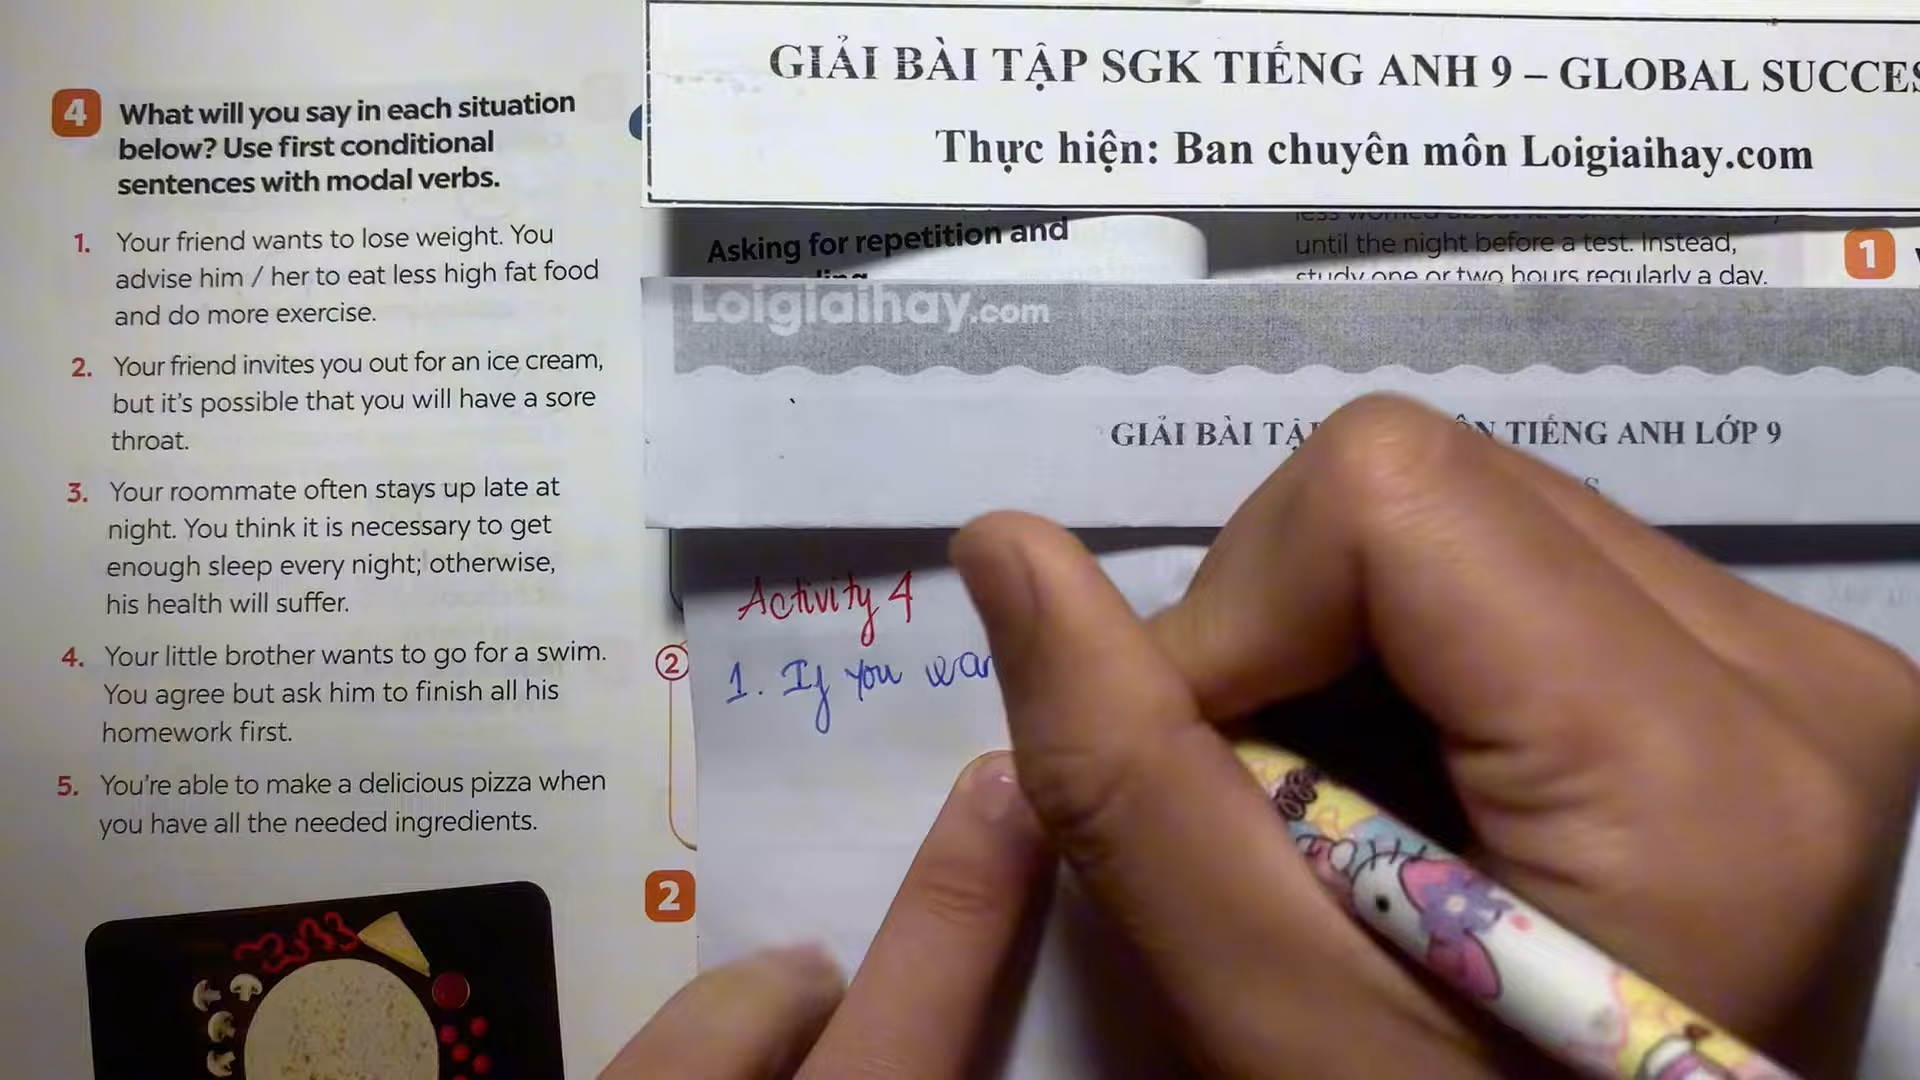 4 What will you say in each situation
below? Use first conditional
sentences with modal verbs.
1. Your friend wants to lose weight. You
advise him / her to eat less high fat food
and do more exercise.
2. Your friend invites you out for an ice cream,
but it's possible that you will have a sore
throat.
3. Your roommate often stays up late at
night. You think it is necessary to get
enough sleep every night; otherwise,
his health will suffer.
4. Your little brother wants to go for a swim.
You agree but ask him to finish all his
homework first.
5. You're able to make a delicious pizza when
you have all the needed ingredients.
GIẢI BÀI TẬP SGK TIẾNG ANH 9 – GLOBAL SUCCES
Thực hiện: Ban chuyên môn Loigiaihay.com
Asking for repetition and
until the night before a test. Instead,
study one or two hours regularly a day.
1
Loigiaihay.com
GIẢI BÀI TẬ
TIẾNG ANH LỚP 9
Activity 4
2
1. If you wan
2